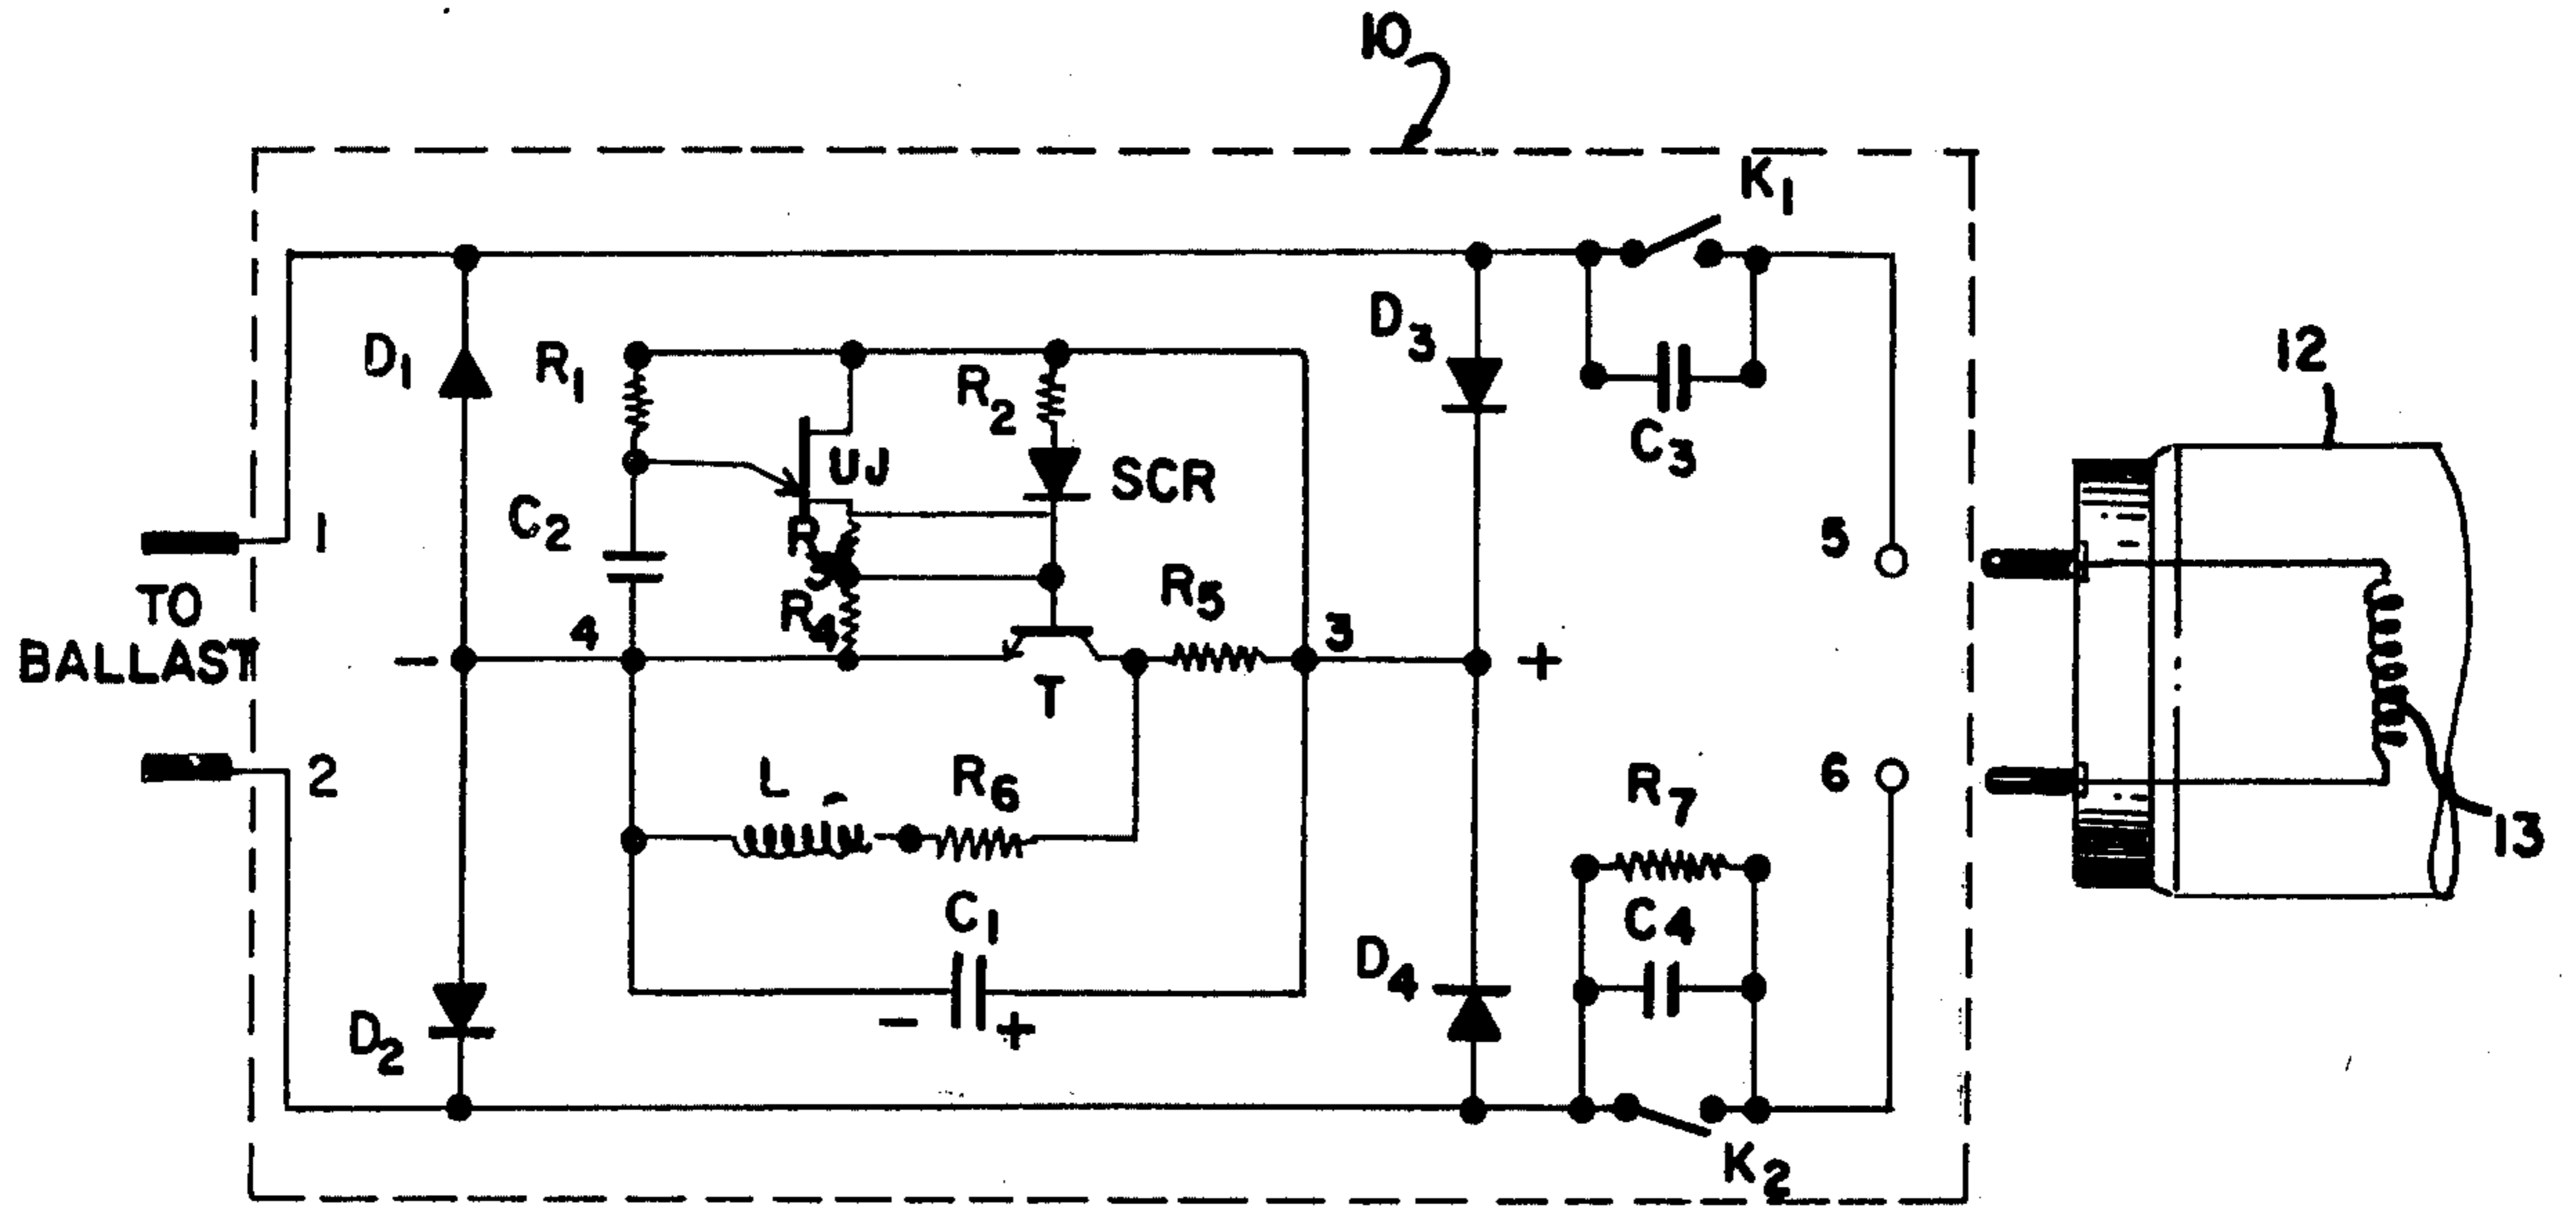 10
K1
D3
D1
R1
R2
C3
12
UJ
SCR
C2
R3
1
5
TO
BALLAST
R4
R5
4
3
-
+
T
2
L
R6
R7
6
13
C1
C4
D4
- +
D2
K2